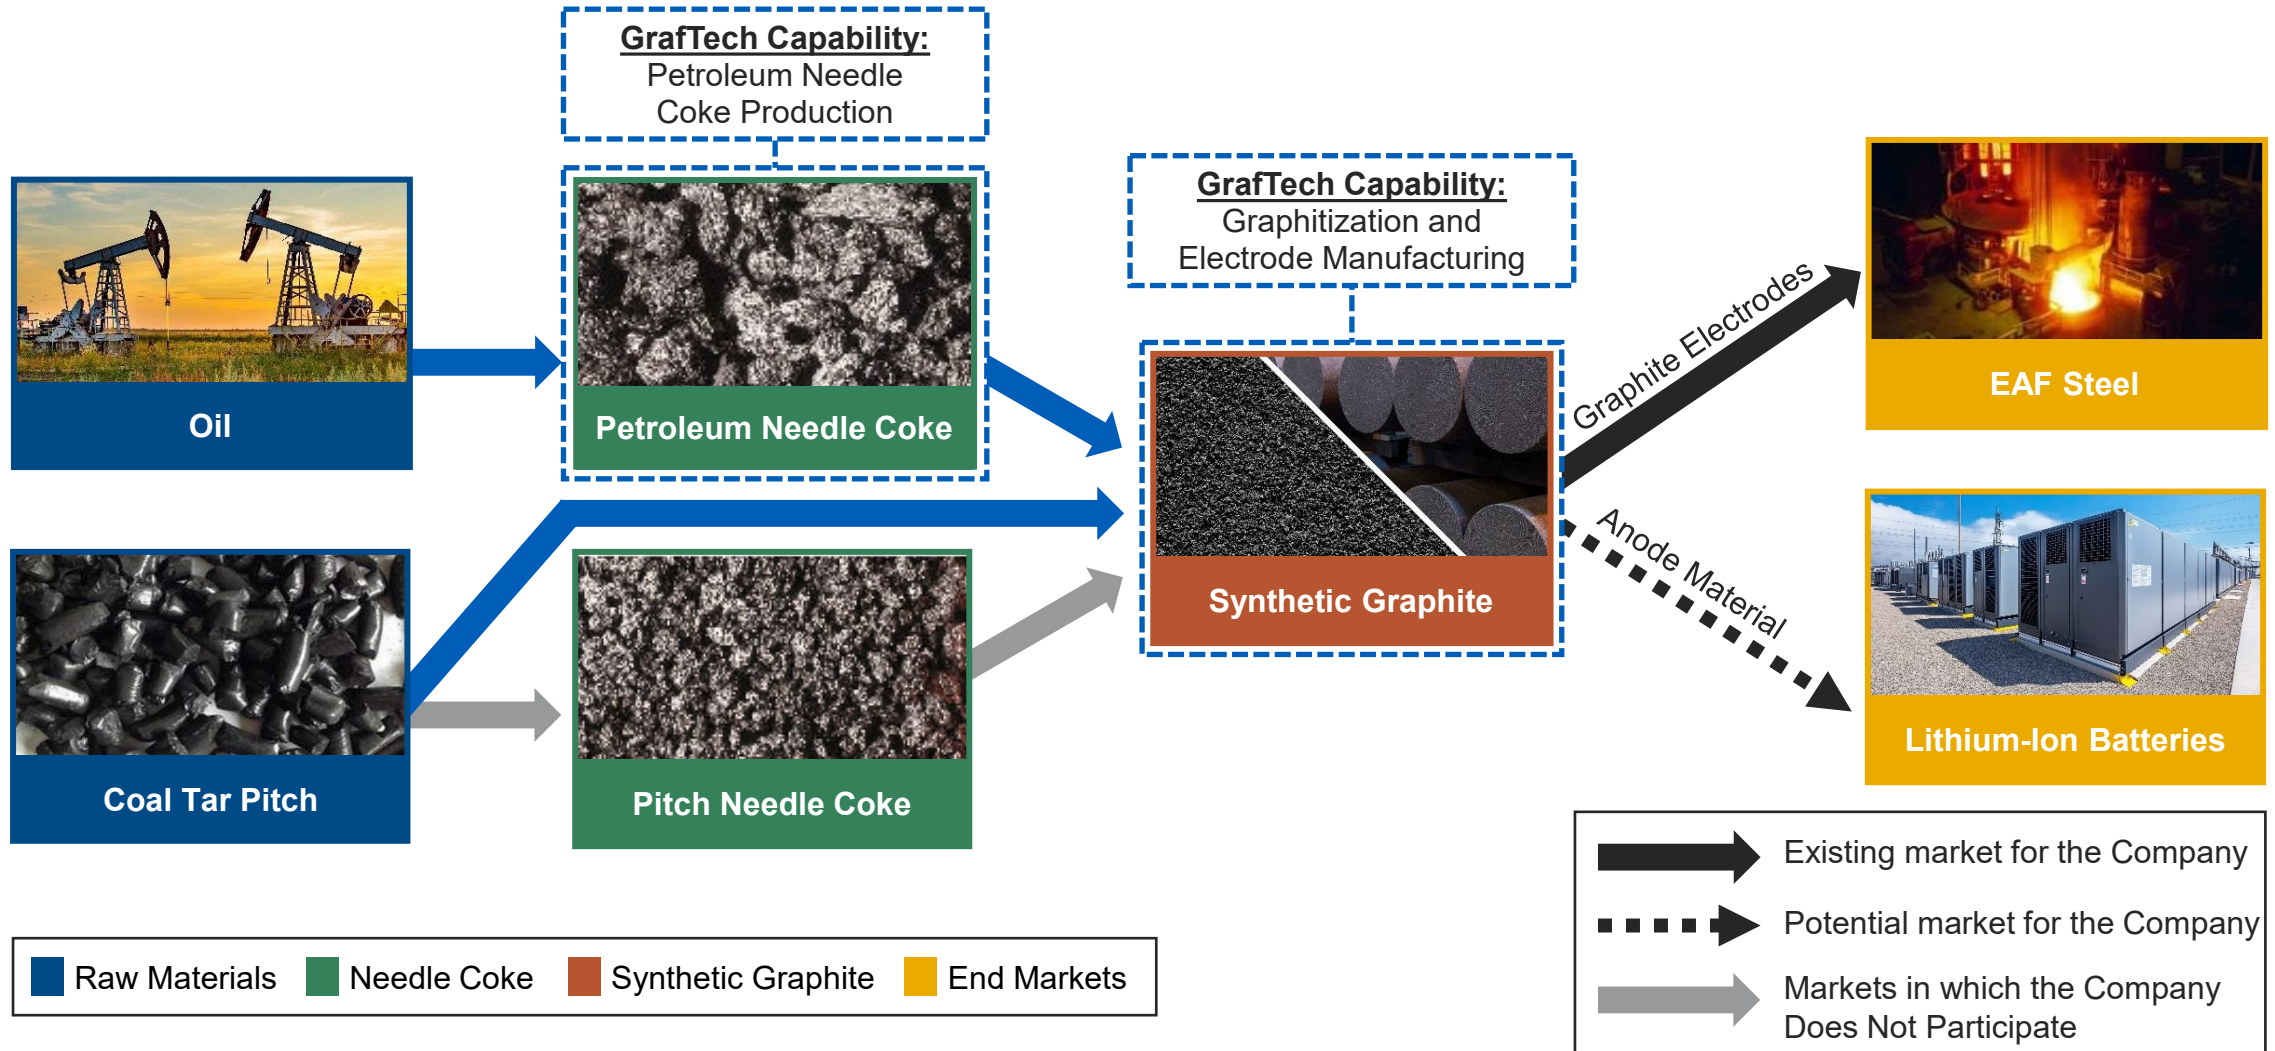 GrafTech Capability:
Petroleum Needle
Coke Production
GrafTech Capability:
Graphitization and
Electrode Manufacturing
Oil
Petroleum Needle Coke
Graphite Electrodes
EAF Steel
Synthetic Graphite
Anode Material
Coal Tar Pitch
Pitch Needle Coke
Lithium-Ion Batteries
Existing market for the Company
Potential market for the Company
Markets in which the Company
Does Not Participate
Raw Materials
Needle Coke
Synthetic Graphite
End Markets